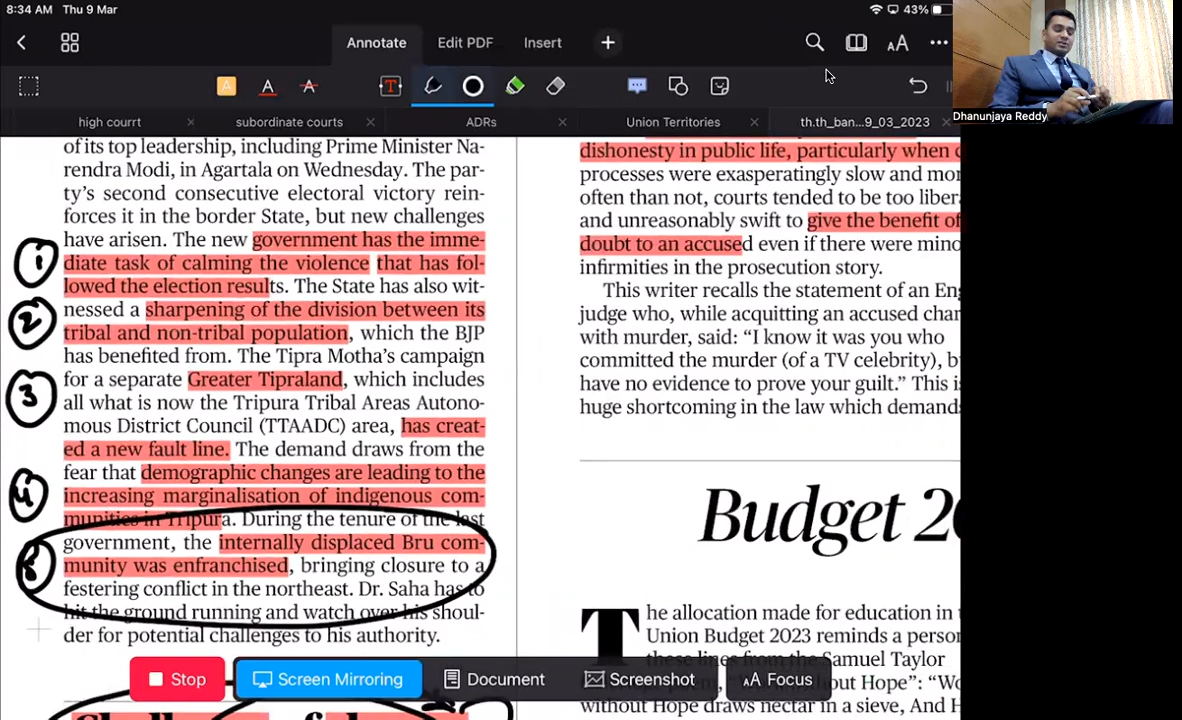 8:34 AM Thu 9 Mar
43%
Annotate Edit PDF Insert
Dhanunjaya Reddy
high courrt × subordinate courts × ADRs × Union Territories × th.th_ban...9_03_2023 ×
of its top leadership, including Prime Minister Na-
rendra Modi, in Agartala on Wednesday. The par-
ty's second consecutive electoral victory rein-
forces it in the border State, but new challenges
have arisen. The new government has the imme-
diate task of calming the violence that has fol-
lowed the election results. The State has also wit-
nessed a sharpening of the division between its
tribal and non-tribal population, which the BJP
has benefited from. The Tipra Motha's campaign
for a separate Greater Tipraland, which includes
all what is now the Tripura Tribal Areas Autono-
mous District Council (TTAADC) area, has creat-
ed a new fault line. The demand draws from the
fear that demographic changes are leading to the
increasing marginalisation of indigenous com-
munities in Tripura. During the tenure of the last
government, the internally displaced Bru com-
munity was enfranchised, bringing closure to a
festering conflict in the northeast. Dr. Saha has to
hit the ground running and watch over his shoul-
der for potential challenges to his authority.
1
2
3
4
5
dishonesty in public life, particularly when
processes were exasperatingly slow and
often than not, courts tended to be too
and unreasonably swift to give the benefit of
doubt to an accused even if there were
infirmities in the prosecution story.
This writer recalls the statement of an
judge who, while acquitting an accused
with murder, said: "I know it was you who
committed the murder (of a TV celebrity),
have no evidence to prove your guilt." This
huge shortcoming in the law which demands
Budget
The allocation made for education in
Union Budget 2023 reminds a person
these lines from the Samuel Taylor
out Hope":
without Hope draws nectar in a sieve, And
Stop Screen Mirroring Document Screenshot AA Focus